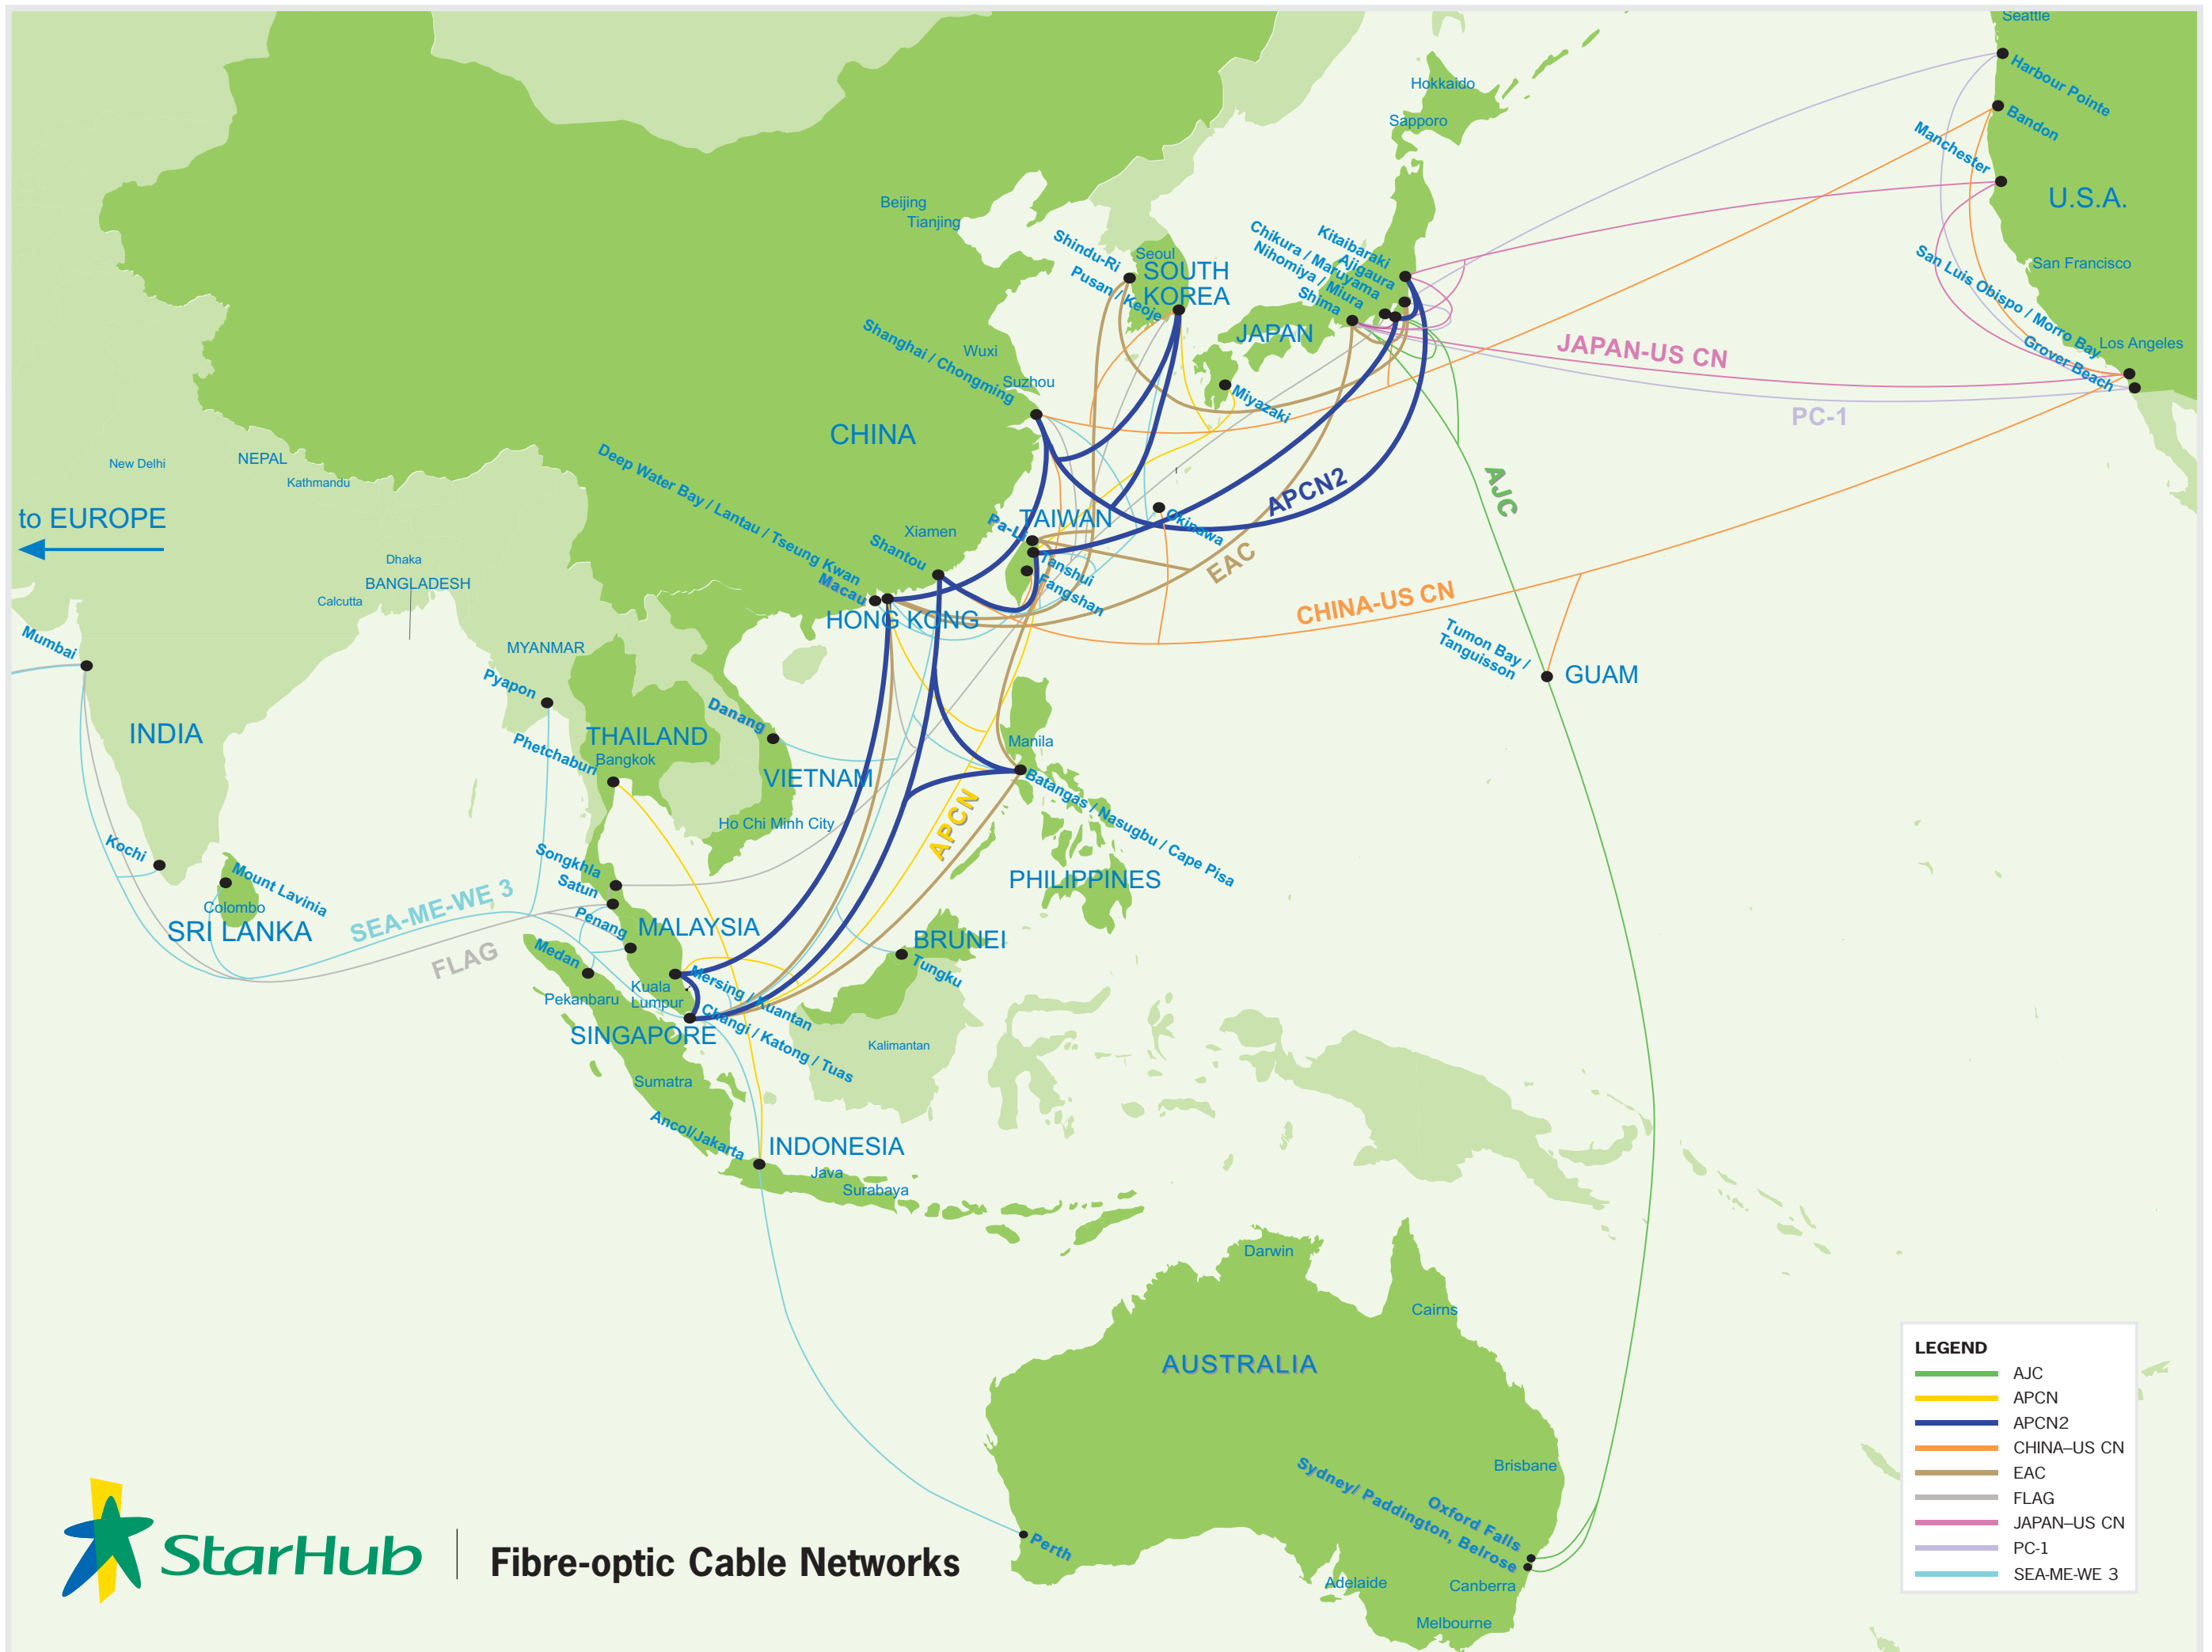 Seattle
Harbour Pointe
Bandon
Manchester
U.S.A.
San Francisco
San Luis Obispo / Morro Bay
Los Angeles
Grover Beach
Hokkaido
Sapporo
Beijing
Tianjing
Shindu-Ri
Seoul
SOUTH
KOREA
Pusan / Keoje
Kitaibaraki
Ajigaura
Chikura / Maruyama
Nihomiya / Miura
Shima
JAPAN
Miyazaki
JAPAN-US CN
PC-1
Shanghai / Chongming
Wuxi
Suzhou
CHINA
New Delhi
NEPAL
Kathmandu
to EUROPE
Deep Water Bay / Lantau / Tseung Kwan
Macau
Xiamen
Shantou
HONG KONG
Pa-Li
TAIWAN
Tanshui
Fangshan
Okinawa
APCN2
EAC
AJC
CHINA-US CN
Tumon Bay /
Tanguisson
GUAM
Dhaka
BANGLADESH
Calcutta
Mumbai
MYANMAR
Pyapon
INDIA
Phetchaburi
THAILAND
Bangkok
Danang
VIETNAM
Ho Chi Minh City
Manila
Batangas / Nasugbu / Cape Pisa
APCN
PHILIPPINES
Kochi
Mount Lavinia
Colombo
SRI LANKA
SEA-ME-WE 3
FLAG
Songkhla
Satun
Penang
MALAYSIA
Medan
BRUNEI
Tungku
Kuala
Lumpur
Pekanbaru
Mersing / Kuantan
Changi / Katong / Tuas
SINGAPORE
Kalimantan
Sumatra
Ancol/Jakarta
INDONESIA
Java
Surabaya
Darwin
Cairns
AUSTRALIA
Brisbane
Oxford Falls
Sydney/ Paddington, Belrose
Perth
Adelaide
Canberra
Melbourne
LEGEND
AJC
APCN
APCN2
CHINA–US CN
EAC
FLAG
JAPAN–US CN
PC-1
SEA-ME-WE 3
StarHub
Fibre-optic Cable Networks